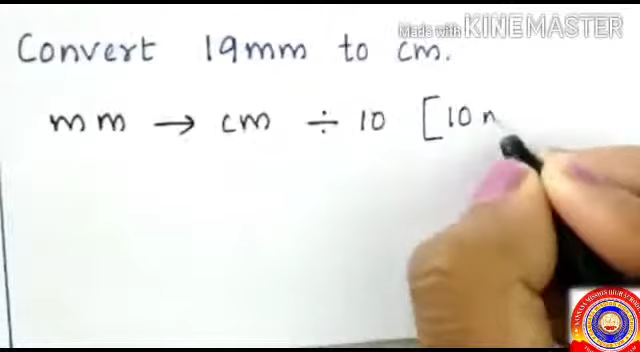 Made with KINEMASTER
Convert 19mm to cm.
mm → cm ÷ 10 [10 m